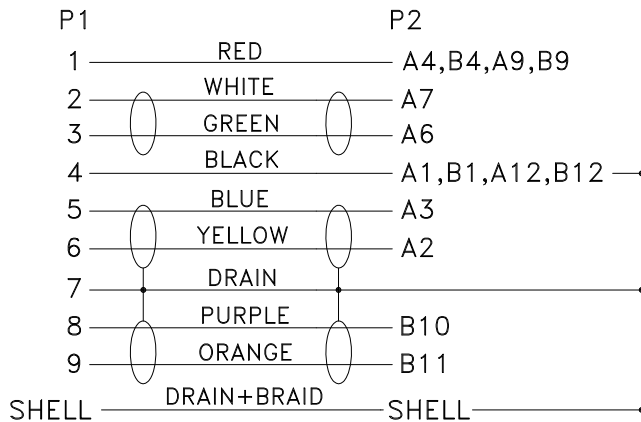 P1 P2
1 RED A4,B4,A9,B9
2 WHITE A7
3 GREEN A6
4 BLACK A1,B1,A12,B12
5 BLUE A3
6 YELLOW A2
7 DRAIN
8 PURPLE B10
9 ORANGE B11
SHELL DRAIN+BRAID SHELL